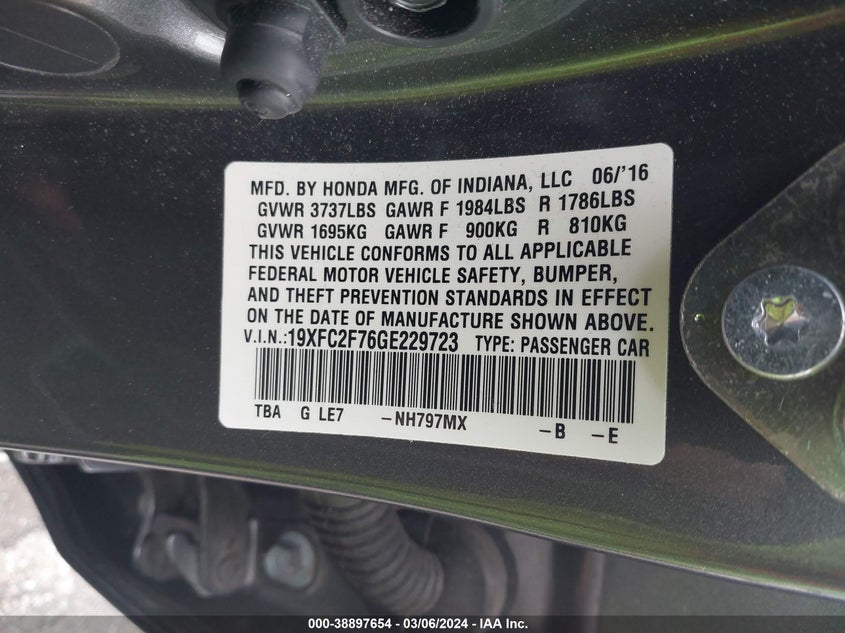 MFD. BY HONDA MFG. OF INDIANA, LLC 06/'16
GVWR 3737LBS GAWR F 1984LBS R 1786LBS
GVWR 1695KG GAWR F 900KG R 810KG
THIS VEHICLE CONFORMS TO ALL APPLICABLE
FEDERAL MOTOR VEHICLE SAFETY, BUMPER,
AND THEFT PREVENTION STANDARDS IN EFFECT
ON THE DATE OF MANUFACTURE SHOWN ABOVE.
V.I.N.:19XFC2F76GE229723 TYPE: PASSENGER CAR
TBA G LE7 -NH797MX -B -E
000-38897654 / 03/06/2024 - IAA Inc.